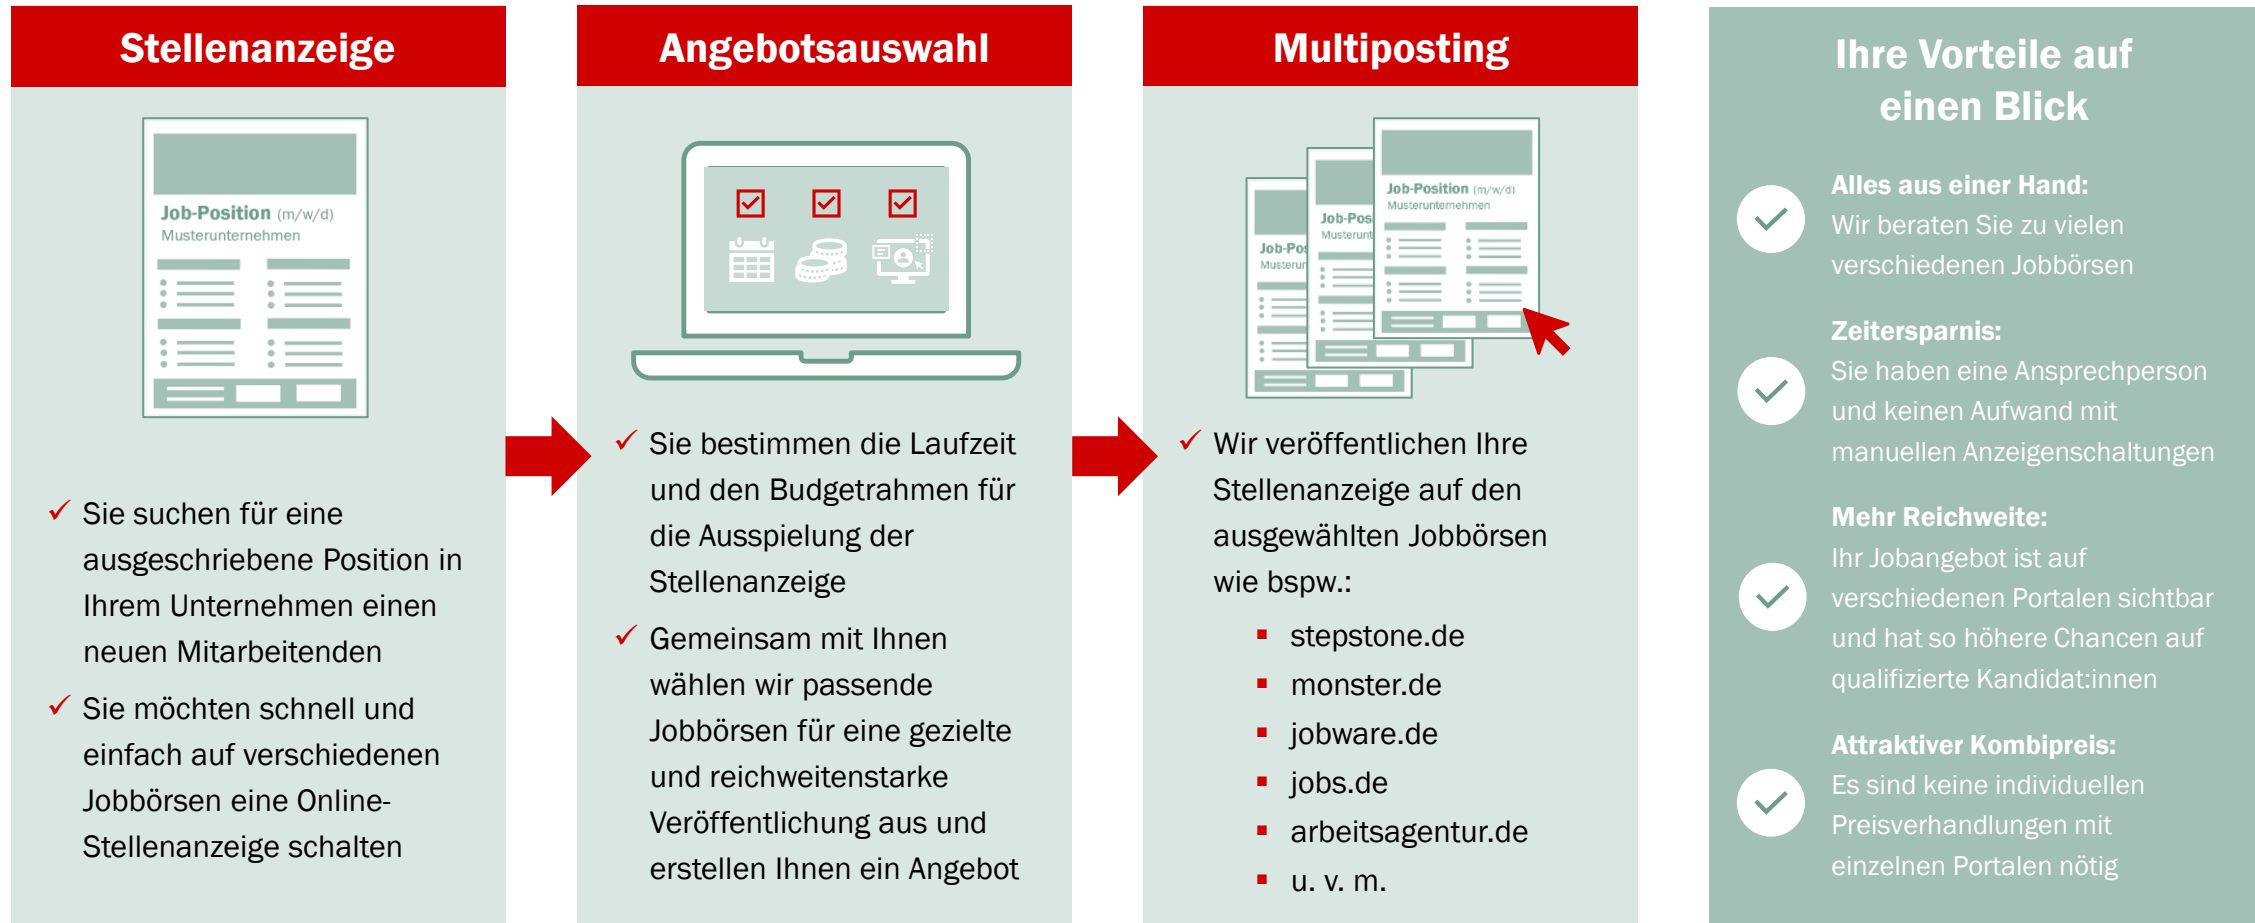 Stellenanzeige
Job-Position (m/w/d)
Musterunternehmen
Sie suchen für eine
ausgeschriebene Position in
Ihrem Unternehmen einen
neuen Mitarbeitenden
Sie möchten schnell und
einfach auf verschiedenen
Jobbörsen eine Online-
Stellenanzeige schalten
Angebotsauswahl
Sie bestimmen die Laufzeit
und den Budgetrahmen für
die Ausspielung der
Stellenanzeige
Gemeinsam mit Ihnen
wählen wir passende
Jobbörsen für eine gezielte
und reichweitenstarke
Veröffentlichung aus und
erstellen Ihnen ein Angebot
Multiposting
Job-Position (m/w/d)
Musterunternehmen
Job-Pos
Musterunt
Job-Pos
Musterun
Wir veröffentlichen Ihre
Stellenanzeige auf den
ausgewählten Jobbörsen
wie bspw.:
stepstone.de
monster.de
jobware.de
jobs.de
arbeitsagentur.de
u. v. m.
Ihre Vorteile auf
einen Blick
Alles aus einer Hand:
Wir beraten Sie zu vielen
verschiedenen Jobbörsen
Zeitersparnis:
Sie haben eine Ansprechperson
und keinen Aufwand mit
manuellen Anzeigenschaltungen
Mehr Reichweite:
Ihr Jobangebot ist auf
verschiedenen Portalen sichtbar
und hat so höhere Chancen auf
qualifizierte Kandidat:innen
Attraktiver Kombipreis:
Es sind keine individuellen
Preisverhandlungen mit
einzelnen Portalen nötig